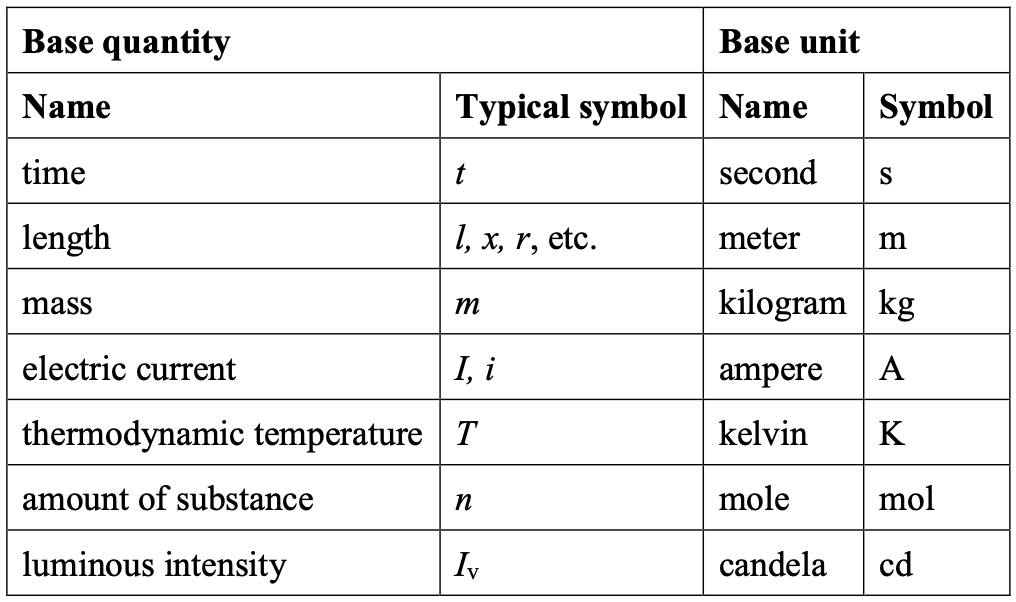 Base quantity Base unit
Name Typical symbol Name Symbol
time t second s
length l, x, r, etc. meter m
mass m kilogram kg
electric current I, i ampere A
thermodynamic temperature T kelvin K
amount of substance n mole mol
luminous intensity Iv candela cd